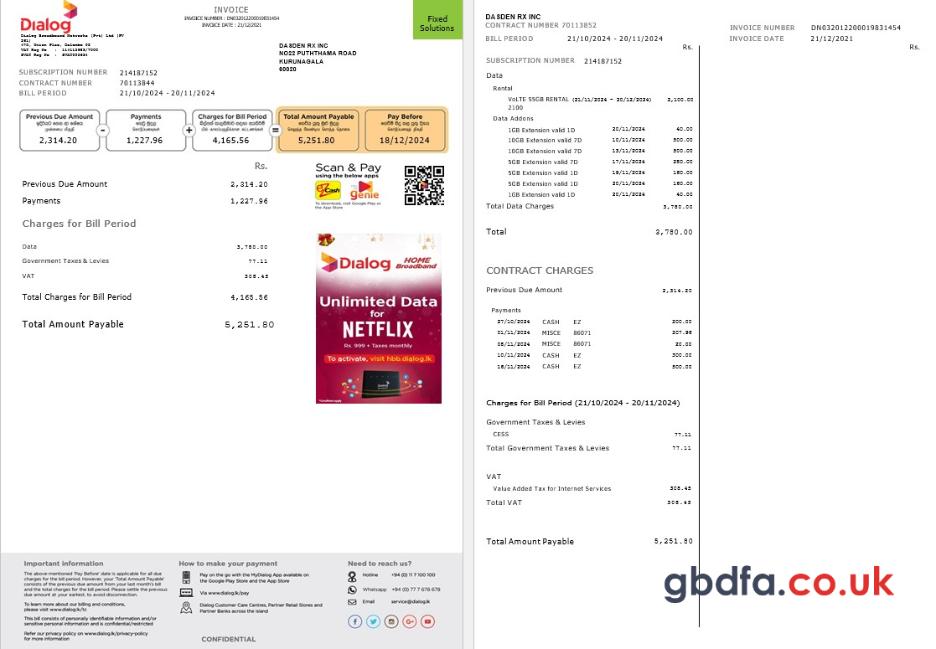 INVOICE
INVOICE NUMBER : DN032012200019831454
INVOICE DATE : 21/12/2021
Fixed
Solutions
Dialog
Dialog Broadband Networks (Pvt) Ltd (PV
475, Union Place, Colombo 02
DASDEN RX INC
NO22 PUTHTHAMA ROAD
KURUNAGALA
60020
SUBSCRIPTION NUMBER 214187152
CONTRACT NUMBER 70113844
BILL PERIOD 21/10/2024 -20/11/2024
Previous Due Amount
2,314.20
-
Payments
1,227.96
+
Charges for Bill Period
4,165.56
=
Total Amount Payable
5,251.80
Pay Before
18/12/2024
Rs.
Previous Due Amount 2,314.20
Payments 1,227.96
Charges for Bill Period
Data 3,780.00
Government Taxes & Levies 77.11
VAT 308.45
Total Charges for Bill Period 4,165.56
Total Amount Payable 5,251.80
Scan & Pay
using the below apps
eZ Cash
genie
To download, visit Google Play or
the App Store
Dialog HOME
Broadband
Unlimited Data
for
NETFLIX
Rs. 999 + Taxes monthly
To activate, visit hbb.dialog.lk
Important information
The above-mentioned 'Pay Before' date is applicable for all due
charges for the bill period. However, your 'Total Amount Payable'
consists of the previous due amount from your last month's bill
and the total charges for the bill period. Please settle the previous
due amount at your earliest, to avoid disconnection.
To learn more about our billing and conditions,
please visit www.dialog.lk/tc
This bill consists of personally identifiable information and/or
sensitive personal information and is confidential/restricted
Refer our privacy policy on www.dialog.lk/privacy-policy
for more information
How to make your payment
Pay on the go with the MyDialog App available on
the Google Play Store and the App Store
Via www.dialog.lk/pay
Dialog Customer Care Centres, Partner Retail Stores and
Partner Banks across the island
Need to reach us?
Hotline +94 (0) 11 7 100 100
Whatsapp +94 (0) 77 7 678 678
Email service@dialog.lk
CONFIDENTIAL
DASDEN RX INC
CONTRACT NUMBER 70113852
BILL PERIOD 21/10/2024 - 20/11/2024
Rs.
INVOICE NUMBER DN032012200019831454
INVOICE DATE 21/12/2021
Rs.
SUBSCRIPTION NUMBER 214187152
Data
Rental
VoLTE 55GB RENTAL (21/11/2024 - 20/12/2024) 2,100.00
2100
Data Addons
1GB Extension valid 1D 20/11/2024 40.00
10GB Extension valid 7D 10/11/2024 500.00
10GB Extension valid 7D 13/11/2024 500.00
5GB Extension valid 7D 17/11/2024 280.00
5GB Extension valid 1D 19/11/2024 160.00
5GB Extension valid 1D 20/11/2024 160.00
1GB Extension valid 1D 20/11/2024 40.00
Total Data Charges 3,780.00
Total 3,780.00
CONTRACT CHARGES
Previous Due Amount 2,314.20
Payments
27/10/2024 CASH EZ 200.00
01/11/2024 MISCE 86071 207.96
08/11/2024 MISCE 86071 20.00
10/11/2024 CASH EZ 300.00
16/11/2024 CASH EZ 500.00
Charges for Bill Period (21/10/2024 - 20/11/2024)
Government Taxes & Levies
CESS 77.11
Total Government Taxes & Levies 77.11
VAT
Value Added Tax for Internet Services 308.45
Total VAT 308.45
Total Amount Payable 5,251.80
gbdfa.co.uk